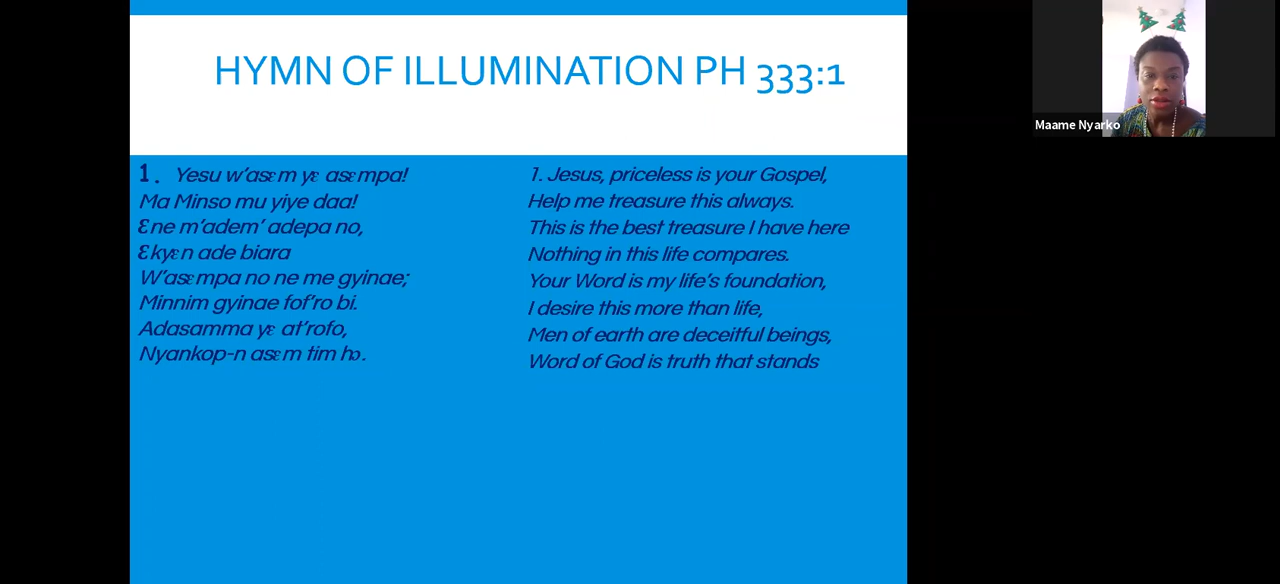 HYMN OF ILLUMINATION PH 333:1
1. Yesu w'asɛm yɛ asɛmpa!
Ma Minso mu yiye daa!
Ɛne m'adem' adepa no,
Ɛkyɛn ade biara
W'asɛmpa no ne me gyinae;
Minnim gyinae fof'ro bi.
Adasamma yɛ at'rofo,
Nyankop-n asɛm tim hɔ.
1. Jesus, priceless is your Gospel,
Help me treasure this always.
This is the best treasure I have here
Nothing in this life compares.
Your Word is my life's foundation,
I desire this more than life,
Men of earth are deceitful beings,
Word of God is truth that stands
Maame Nyarko